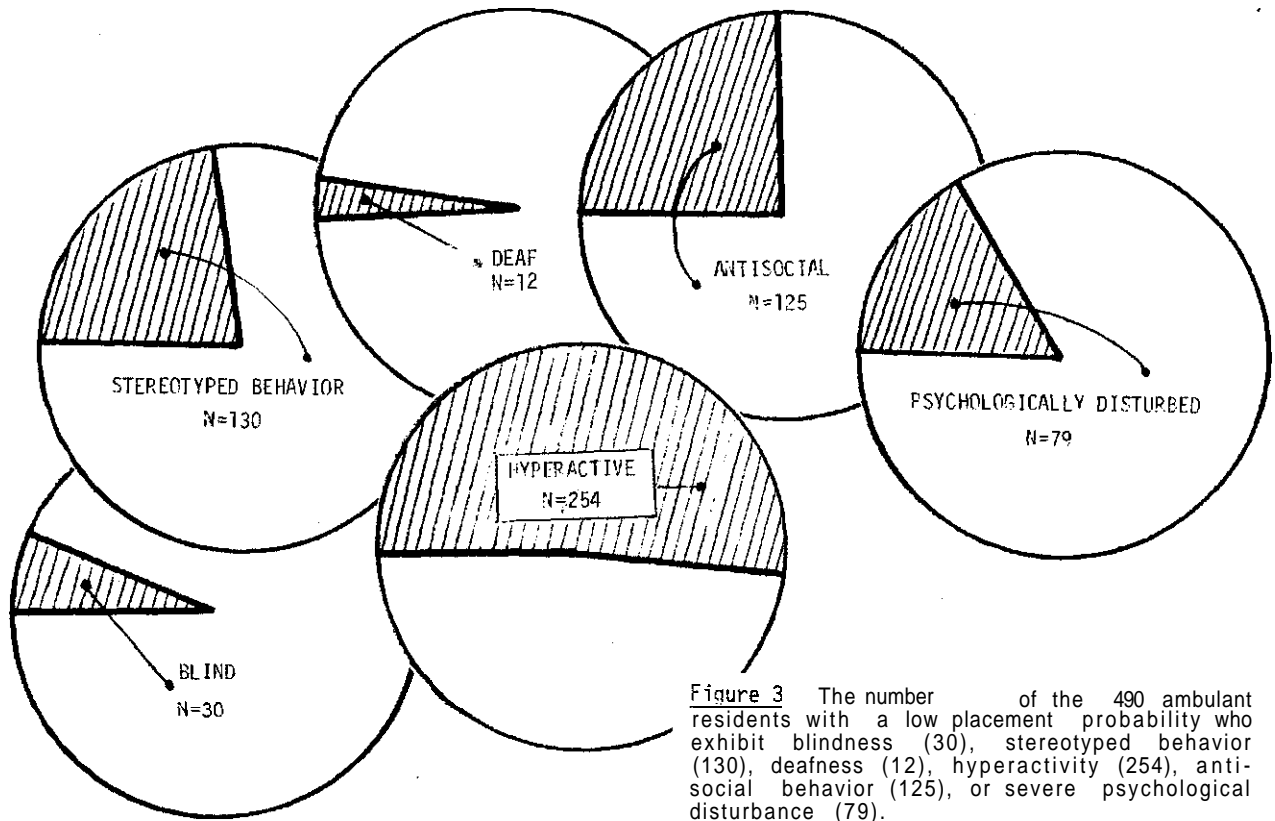 DEAF
N=12
ANTISOCIAL
N=125
STEREOTYPED BEHAVIOR
N=130
PSYCHOLOGICALLY DISTURBED
N=79
HYPERACTIVE
N=254
BLIND
N=30
Figure 3 The number of the 490 ambulant
residents with a low placement probability who
exhibit blindness (30), stereotyped behavior
(130), deafness (12), hyperactivity (254), anti-
social behavior (125), or severe psychological
disturbance (79).